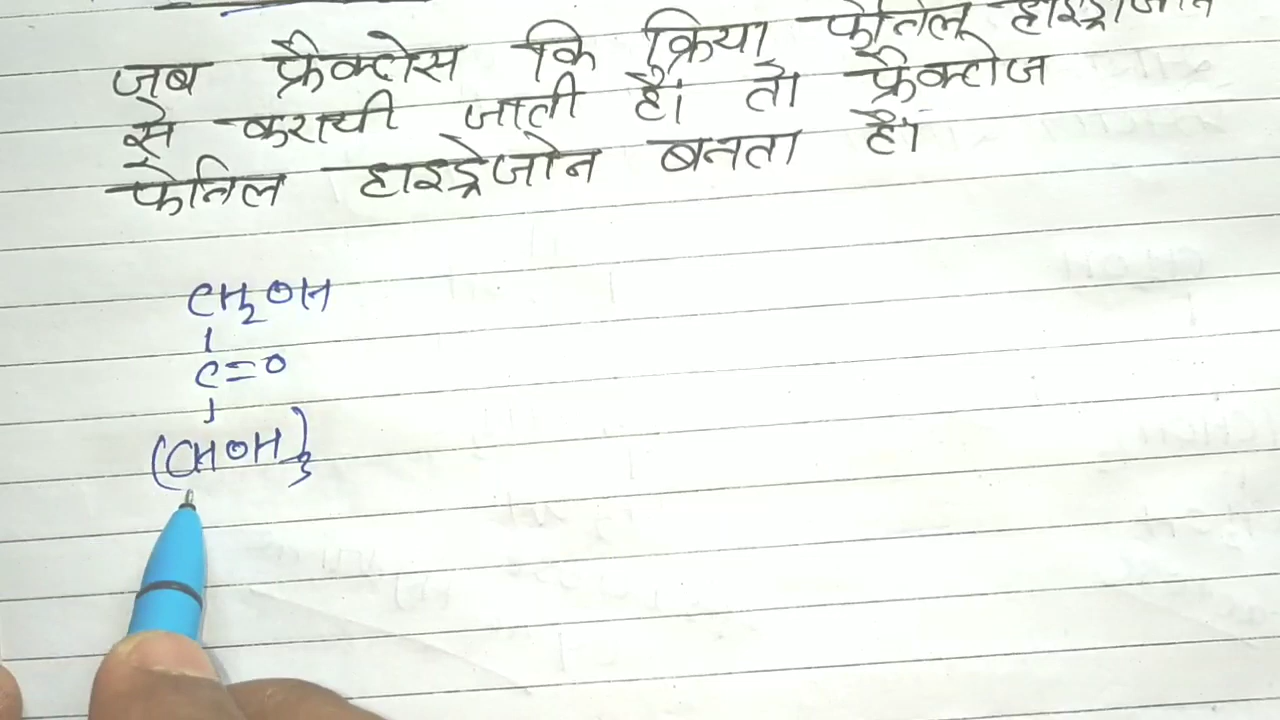 जब फ्रैक्टोस कि क्रिया फेनिल हाइड्राजीन
से करायी जाती है। तो फ्रैक्टोज
फेनिल हाइड्रेजोन बनता है।
CH2OH
|
C=O
|
(CHOH)3